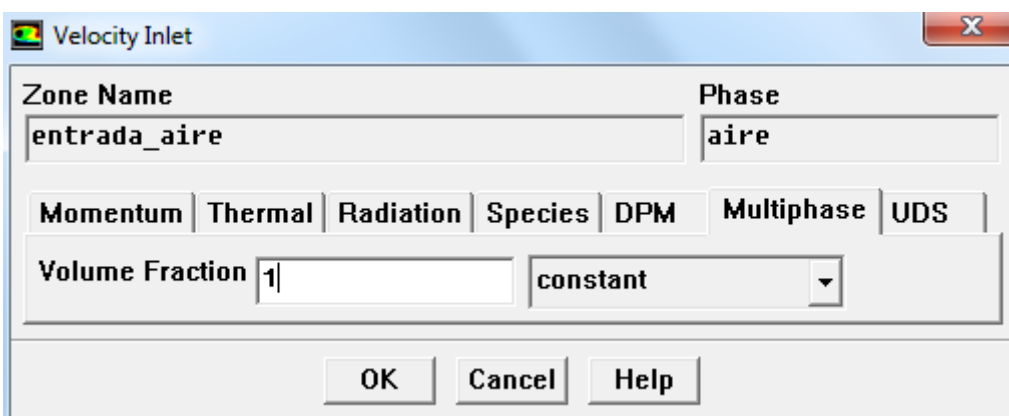 Velocity Inlet
Zone Name
Phase
entrada_aire
aire
Momentum Thermal Radiation Species DPM Multiphase UDS
Volume Fraction 1 constant
OK Cancel Help